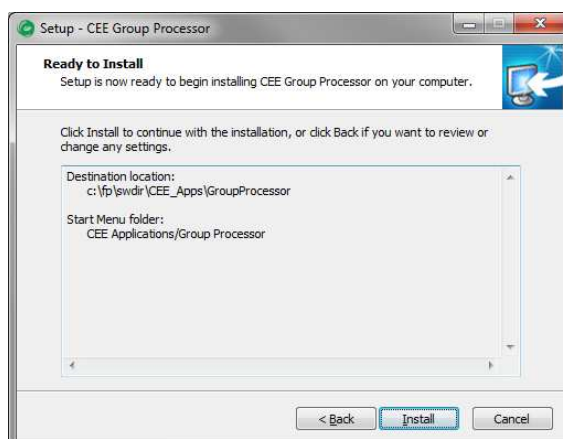 Setup - CEE Group Processor
Ready to Install
Setup is now ready to begin installing CEE Group Processor on your computer.
Click Install to continue with the installation, or click Back if you want to review or
change any settings.
Destination location:
c:\fp\swdir\CEE_Apps\GroupProcessor
Start Menu folder:
CEE Applications/Group Processor
< Back
Install
Cancel